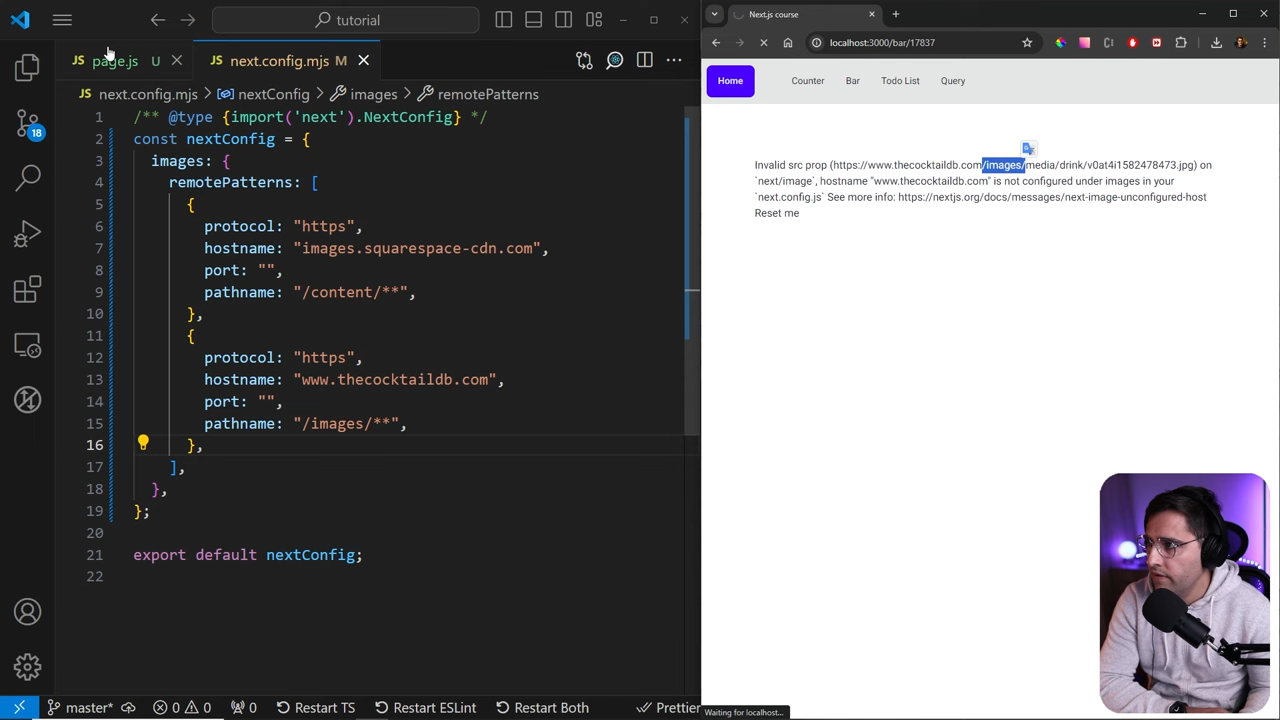 tutorial
Next.js course
JS page.js U
JS next.config.mjs M
localhost:3000/bar/17837
JS next.config.mjs > nextConfig > images > remotePatterns
Home
Counter
Bar
Todo List
Query
18
1 /** @type {import('next').NextConfig} */
2 const nextConfig = {
3 images: {
4 remotePatterns: [
5 {
6 protocol: "https",
7 hostname: "images.squarespace-cdn.com",
8 port: "",
9 pathname: "/content/**",
10 },
11 {
12 protocol: "https",
13 hostname: "www.thecocktaildb.com",
14 port: "",
15 pathname: "/images/**",
16 },
17 ],
18 },
19 };
20
21 export default nextConfig;
22
Invalid src prop (https://www.thecocktaildb.com/images/media/drink/v0at4i1582478473.jpg) on
`next/image`, hostname "www.thecocktaildb.com" is not configured under images in your
`next.config.js` See more info: https://nextjs.org/docs/messages/next-image-unconfigured-host
Reset me
master*
0 0
0
Restart TS
Restart ESLint
Restart Both
Prettier
Waiting for localhost...